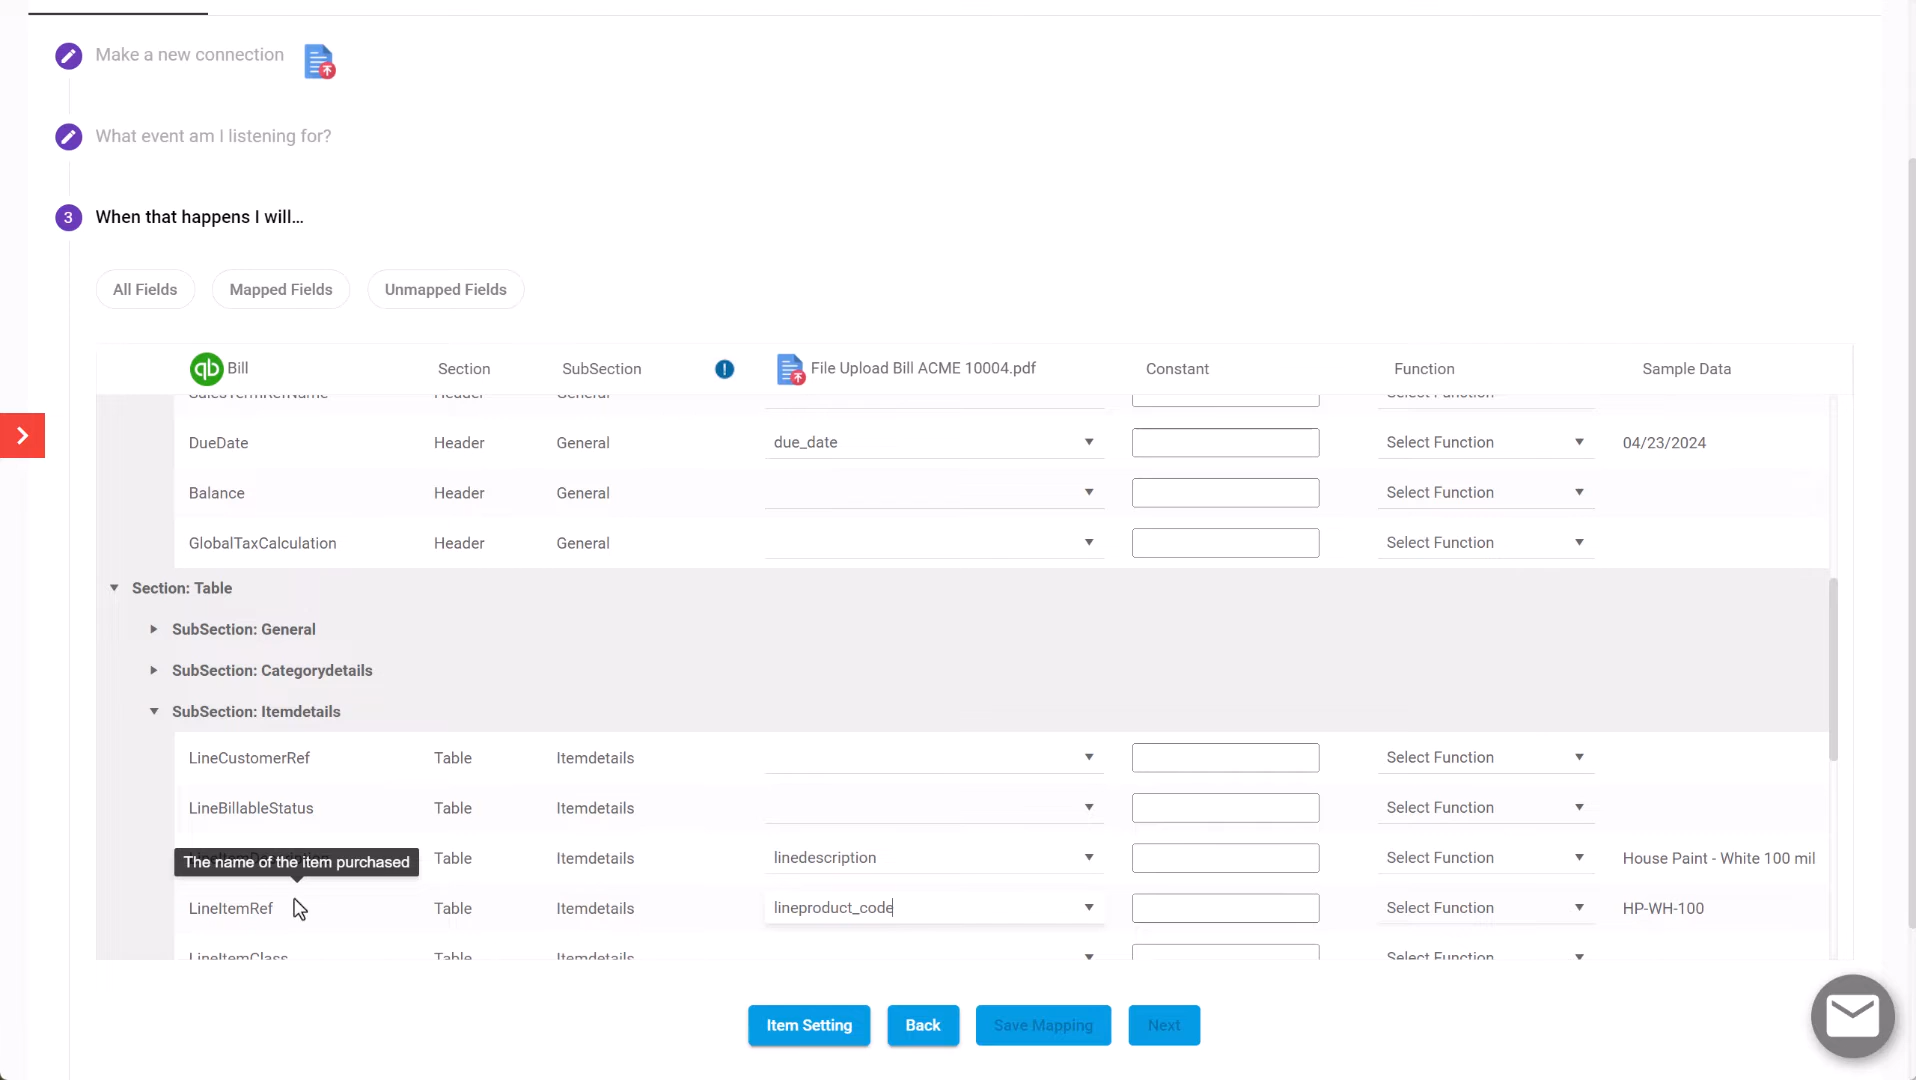 Make a new connection
What event am I listening for?
3 When that happens I will...
All Fields Mapped Fields Unmapped Fields
qb Bill Section SubSection ! File Upload Bill ACME 10004.pdf Constant Function Sample Data
SalesTermRefName Header General Select Function
DueDate Header General due_date Select Function 04/23/2024
Balance Header General Select Function
GlobalTaxCalculation Header General Select Function
Section: Table
SubSection: General
SubSection: Categorydetails
SubSection: Itemdetails
LineCustomerRef Table Itemdetails Select Function
LineBillableStatus Table Itemdetails Select Function
The name of the item purchased Table Itemdetails linedescription Select Function House Paint - White 100 mil
LineItemRef Table Itemdetails lineproduct_code Select Function HP-WH-100
LineItemClass Table Itemdetails Select Function
Item Setting Back Save Mapping Next